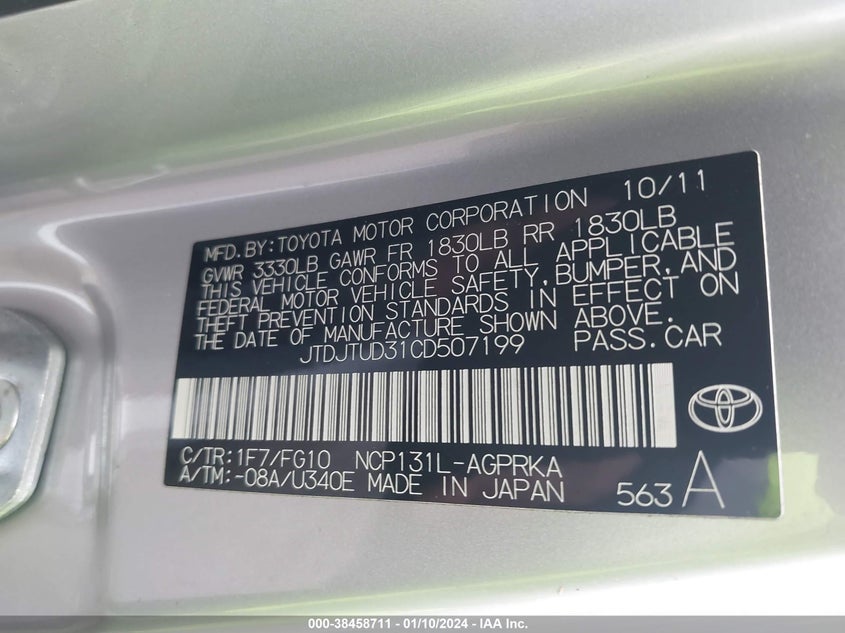 MFD.BY:TOYOTA MOTOR CORPORATION 10/11
GVWR 3330LB GAWR FR 1830LB RR 1830LB
THIS VEHICLE CONFORMS TO ALL APPLICABLE
FEDERAL MOTOR VEHICLE SAFETY,BUMPER,AND
THEFT PREVENTION STANDARDS IN EFFECT ON
THE DATE OF MANUFACTURE SHOWN ABOVE.
JTDJTUD31CD507199 PASS.CAR
C/TR:1F7/FG10 NCP131L-AGPRKA
A/TM:-08A/U340E MADE IN JAPAN 563 A
000-38458711 - 01/10/2024 - IAA Inc.